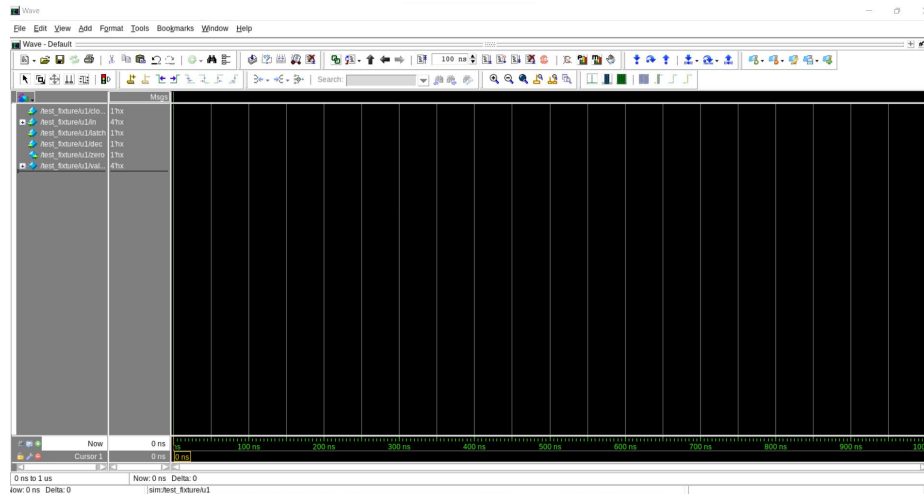 Wave
File Edit View Add Format Tools Bookmarks Window Help
Wave - Default
100 ns
Search:
Msgs
/test_fixture/u1/clo... 1'hx
/test_fixture/u1/in 4'hx
/test_fixture/u1/latch 1'hx
/test_fixture/u1/dec 1'hx
/test_fixture/u1/zero 1'hx
/test_fixture/u1/val... 4'hx
Now 0 ns
ns 100 ns 200 ns 300 ns 400 ns 500 ns 600 ns 700 ns 800 ns 900 ns 100
Cursor 1 0 ns 0 ns
0 ns to 1 us Now: 0 ns Delta: 0
Now: 0 ns Delta: 0 sim:/test_fixture/u1